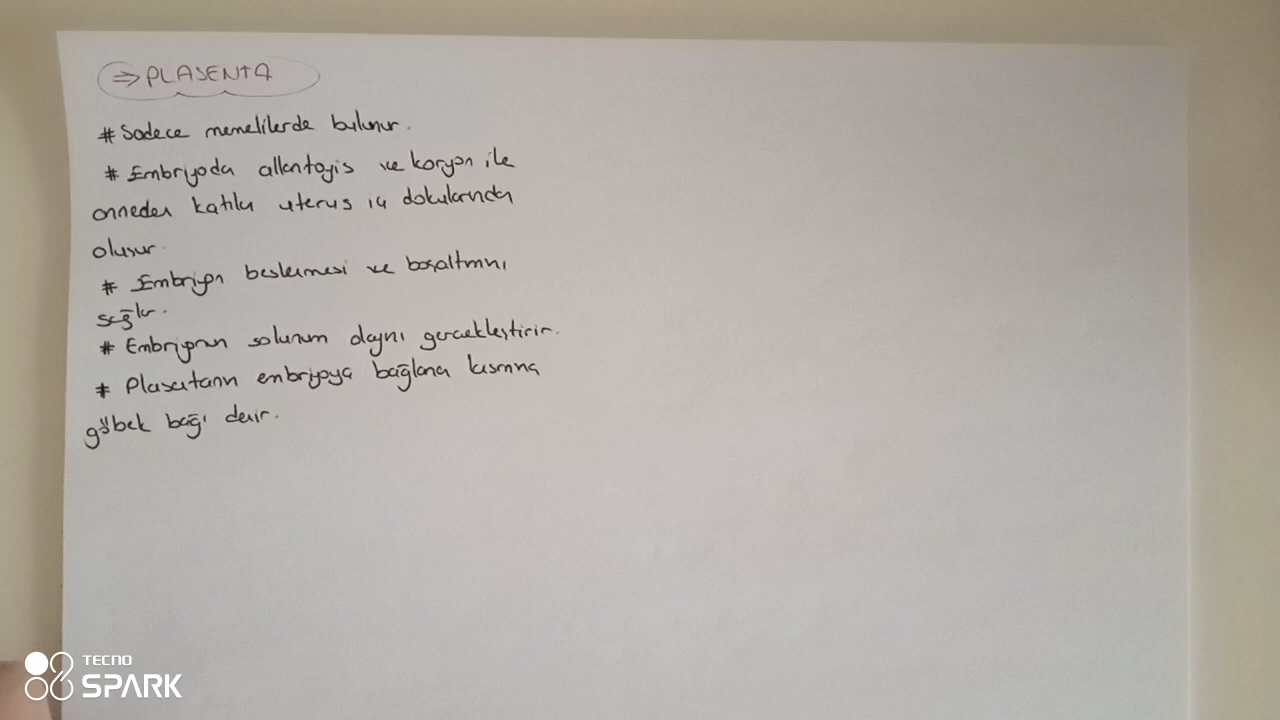 ⇒ PLASENTA
# Sadece memelilerde bulunur.
# Embriyoda allantoyis ve koryon ile
anneden katılan uterus iç dokularından
oluşur.
# Embriyon beslenmesi ve boşaltımını
sağlar.
# Embriyonun solunum olayını gerçekleştirir.
# Plasentanın embriyoya bağlanan kısmına
göbek bağı denir.
TECNO
SPARK